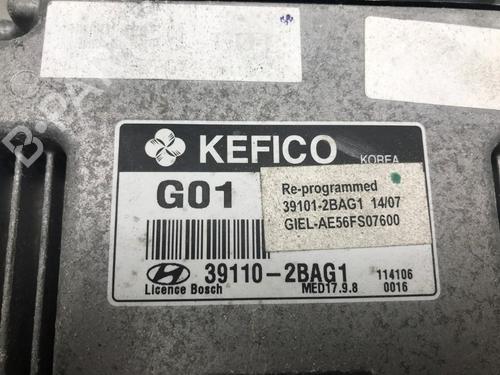 KEFICO
KOREA
G01
Re-programmed
39101-2BAG1 14/07
GIEL-AE56FS07600
39110-2BAG1
114106
Licence Bosch
MED17.9.8
0016